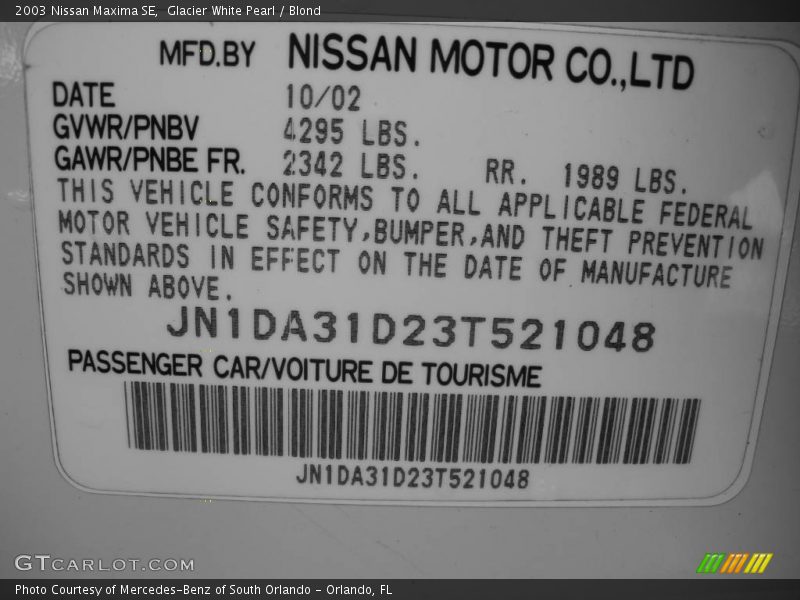 2003 Nissan Maxima SE,  Glacier White Pearl / Blond
MFD.BY NISSAN MOTOR CO.,LTD
DATE 10/02
GVWR/PNBV 4295 LBS.
GAWR/PNBE FR. 2342 LBS. RR. 1989 LBS.
THIS VEHICLE CONFORMS TO ALL APPLICABLE FEDERAL
MOTOR VEHICLE SAFETY,BUMPER,AND THEFT PREVENTION
STANDARDS IN EFFECT ON THE DATE OF MANUFACTURE
SHOWN ABOVE.
JN1DA31D23T521048
PASSENGER CAR/VOITURE DE TOURISME
JN1DA31D23T521048
GTCARLOT.COM
Photo Courtesy of Mercedes-Benz of South Orlando - Orlando, FL